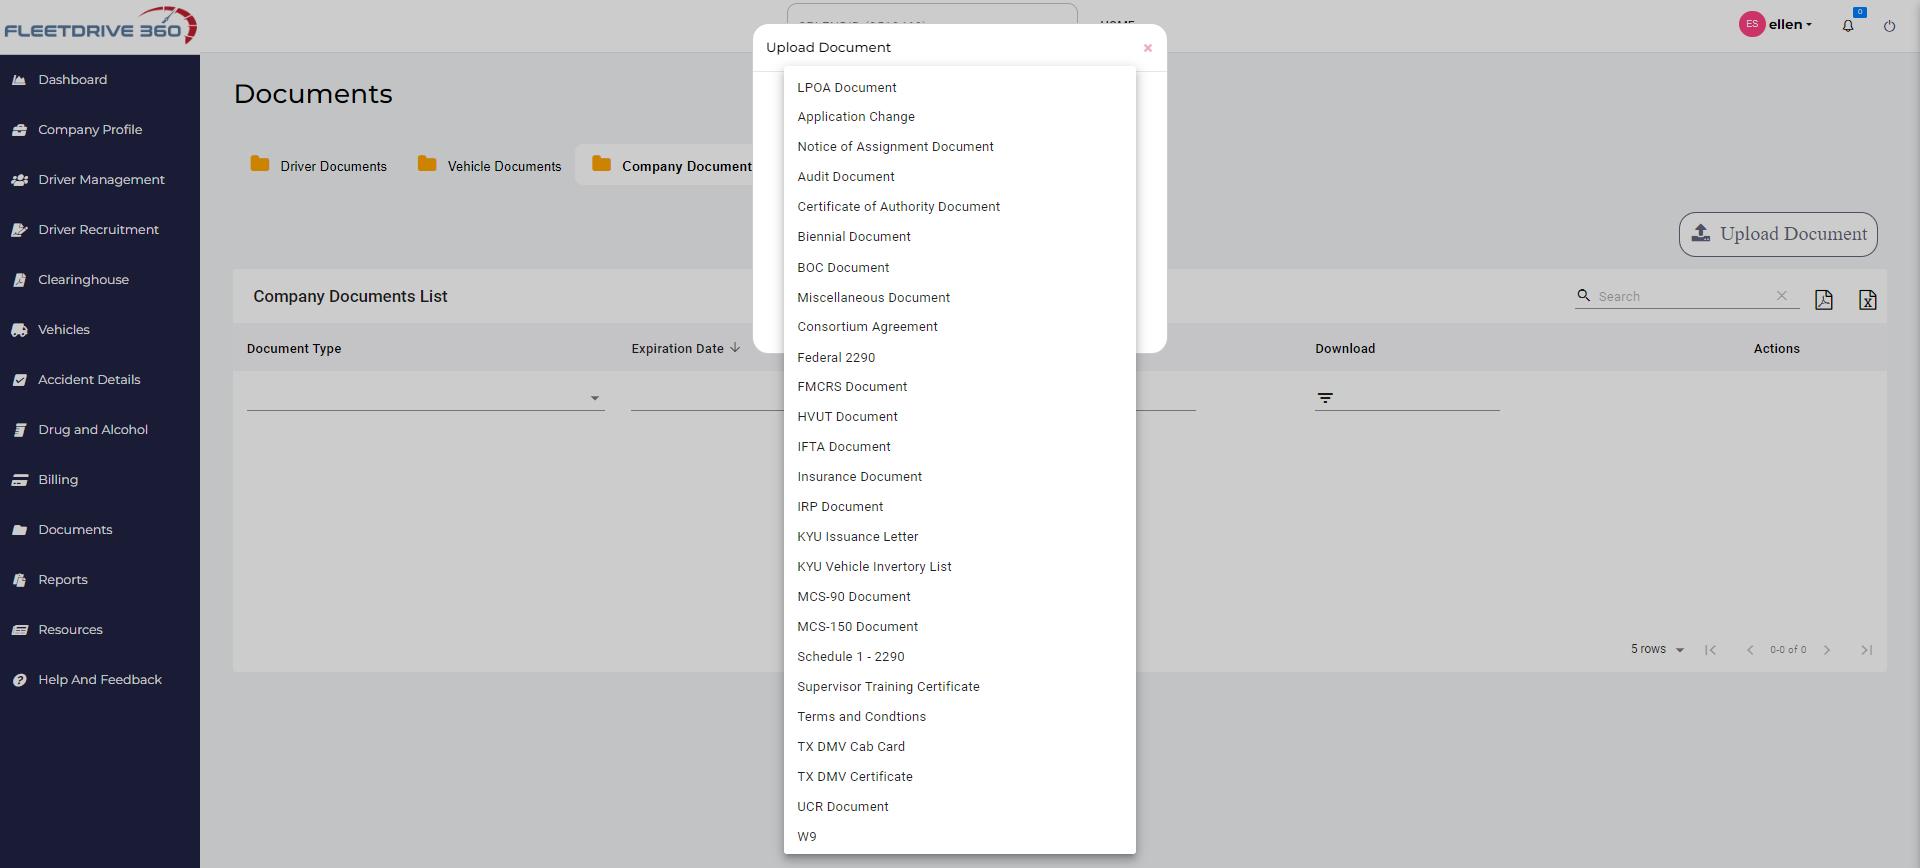 FLEETDRIVE 360
HOME
ES ellen
0
Upload Document
Dashboard
Company Profile
Driver Management
Driver Recruitment
Clearinghouse
Vehicles
Accident Details
Drug and Alcohol
Billing
Documents
Reports
Resources
Help And Feedback
Documents
Driver Documents
Vehicle Documents
Company Document
Upload Document
Company Documents List
Search
Document Type
Expiration Date
Download
Actions
LPOA Document
Application Change
Notice of Assignment Document
Audit Document
Certificate of Authority Document
Biennial Document
BOC Document
Miscellaneous Document
Consortium Agreement
Federal 2290
FMCRS Document
HVUT Document
IFTA Document
Insurance Document
IRP Document
KYU Issuance Letter
KYU Vehicle Invertory List
MCS-90 Document
MCS-150 Document
Schedule 1 - 2290
Supervisor Training Certificate
Terms and Condtions
TX DMV Cab Card
TX DMV Certificate
UCR Document
W9
5 rows
0-0 of 0